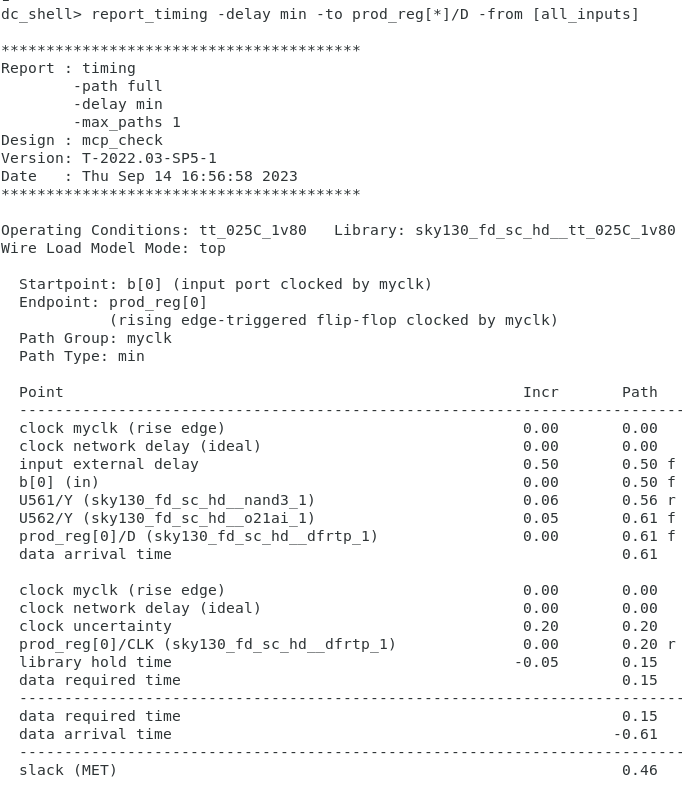 dc_shell> report_timing -delay min -to prod_reg[*]/D -from [all_inputs]
****************************************
Report : timing
        -path full
        -delay min
        -max_paths 1
Design : mcp_check
Version: T-2022.03-SP5-1
Date   : Thu Sep 14 16:56:58 2023
****************************************
Operating Conditions: tt_025C_1v80   Library: sky130_fd_sc_hd__tt_025C_1v80
Wire Load Model Mode: top
  Startpoint: b[0] (input port clocked by myclk)
  Endpoint: prod_reg[0]
            (rising edge-triggered flip-flop clocked by myclk)
  Path Group: myclk
  Path Type: min
  Point                                                   Incr       Path
  --------------------------------------------------------------------------
  clock myclk (rise edge)                                 0.00       0.00
  clock network delay (ideal)                             0.00       0.00
  input external delay                                    0.50       0.50 f
  b[0] (in)                                               0.00       0.50 f
  U561/Y (sky130_fd_sc_hd__nand3_1)                       0.06       0.56 r
  U562/Y (sky130_fd_sc_hd__o21ai_1)                       0.05       0.61 f
  prod_reg[0]/D (sky130_fd_sc_hd__dfrtp_1)                0.00       0.61 f
  data arrival time                                                  0.61
  clock myclk (rise edge)                                 0.00       0.00
  clock network delay (ideal)                             0.00       0.00
  clock uncertainty                                       0.20       0.20
  prod_reg[0]/CLK (sky130_fd_sc_hd__dfrtp_1)              0.00       0.20 r
  library hold time                                      -0.05       0.15
  data required time                                                 0.15
  --------------------------------------------------------------------------
  data required time                                                 0.15
  data arrival time                                                 -0.61
  --------------------------------------------------------------------------
  slack (MET)                                                        0.46